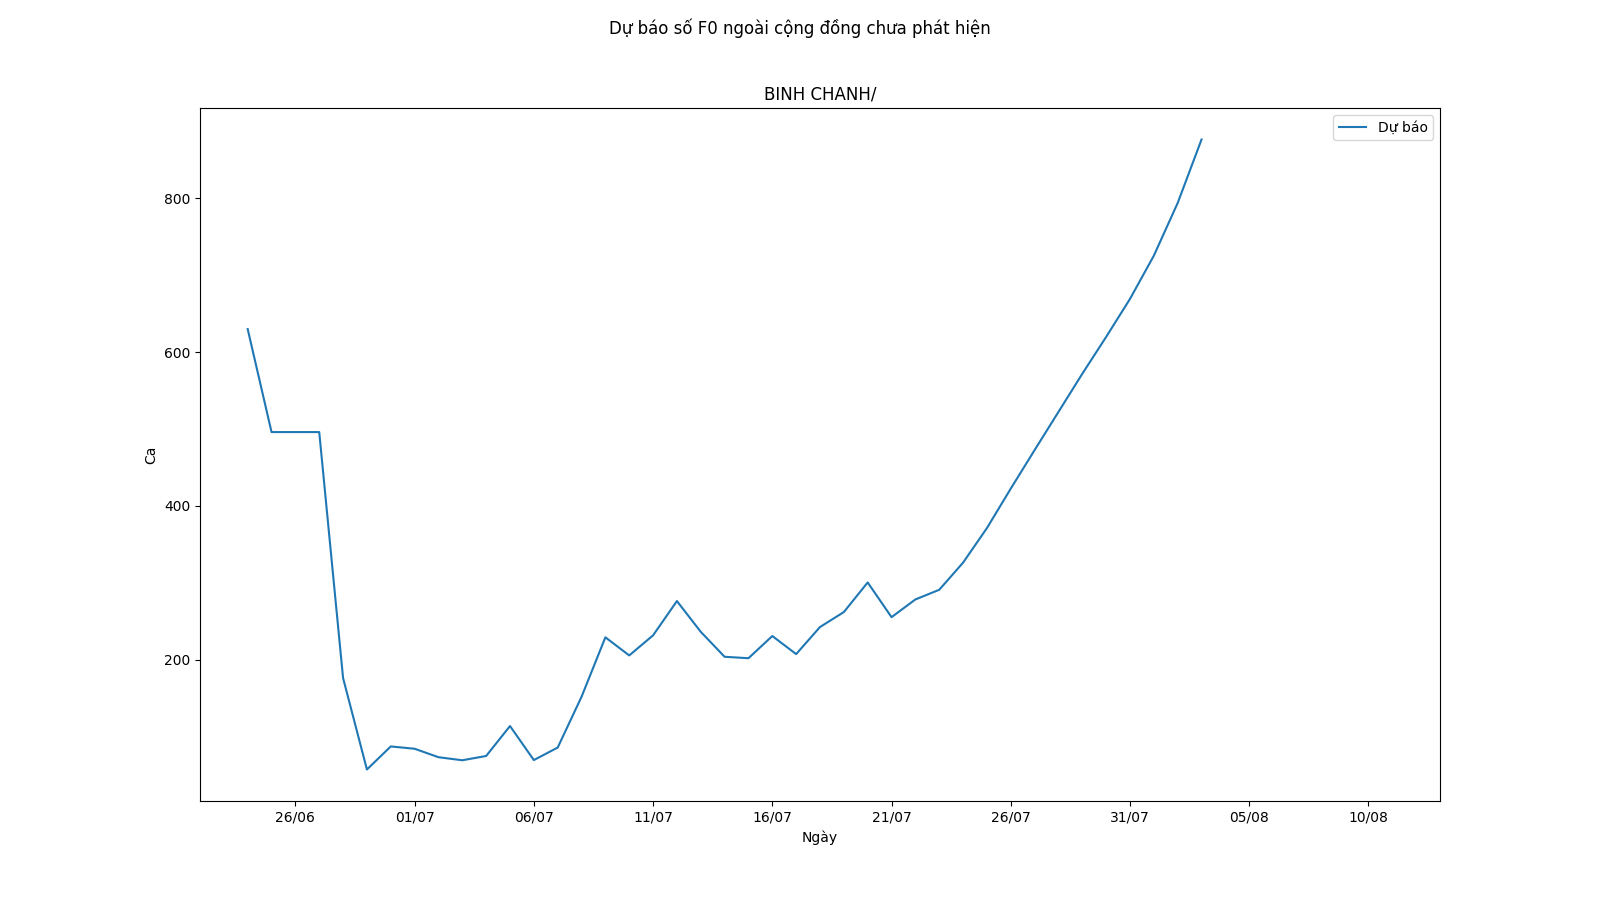 Dự báo số F0 ngoài cộng đồng chưa phát hiện
BINH CHANH/
Dự báo
800
600
400
200
Ca
26/06 01/07 06/07 11/07 16/07 21/07 26/07 31/07 05/08 10/08
Ngày